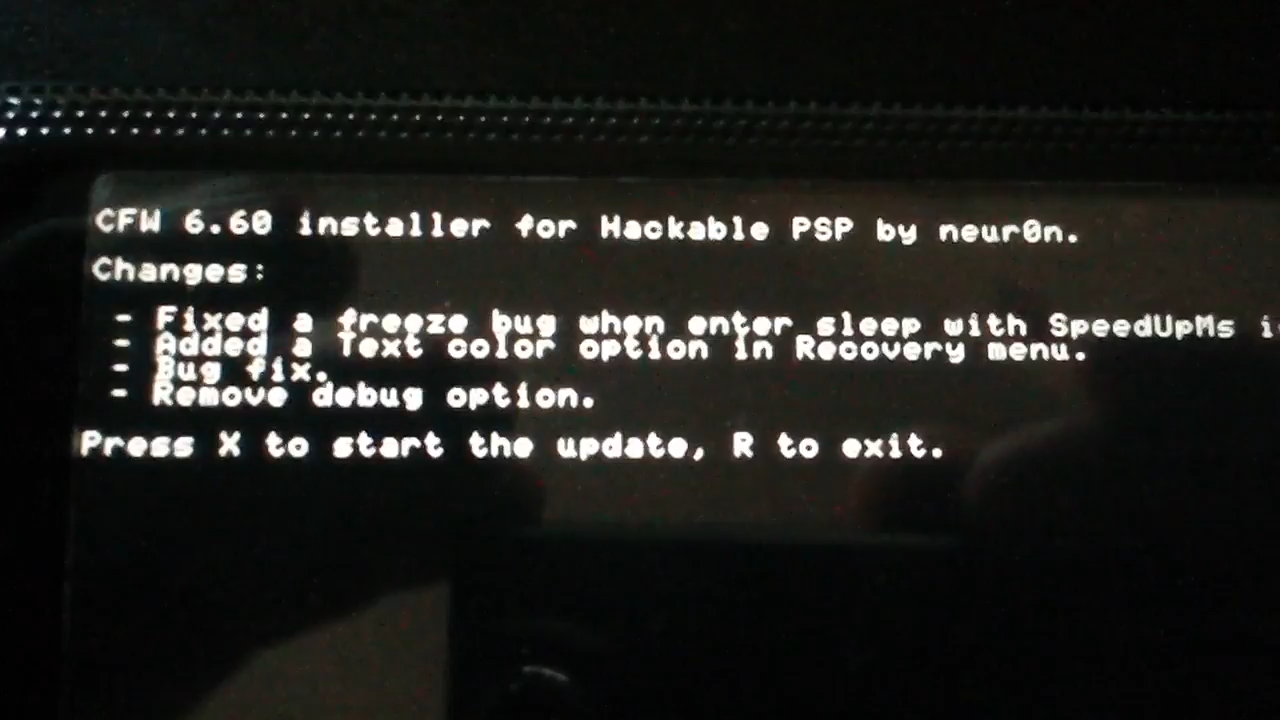 CFW 6.60 installer for Hackable PSP by neur0n.
Changes:
- Fixed a freeze bug when enter sleep with SpeedUpMs
- Added a Text color option in Recovery menu.
- Bug fix.
- Remove debug option.
Press X to start the update, R to exit.